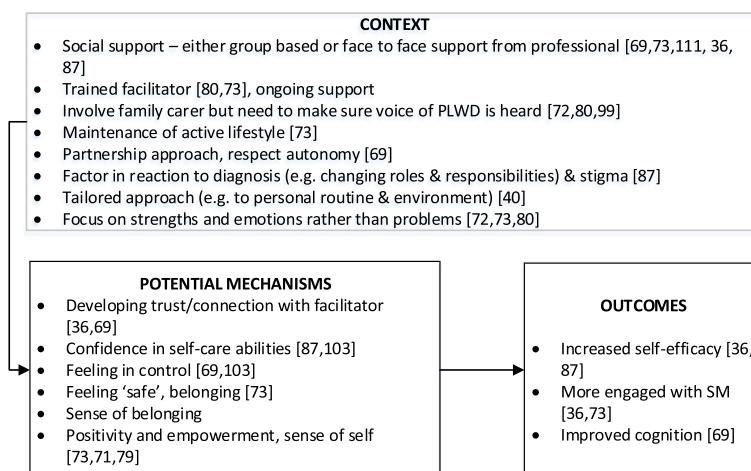 CONTEXT
• Social support – either group based or face to face support from professional [69,73,111, 36,
87]
• Trained facilitator [80,73], ongoing support
• Involve family carer but need to make sure voice of PLWD is heard [72,80,99]
• Maintenance of active lifestyle [73]
• Partnership approach, respect autonomy [69]
• Factor in reaction to diagnosis (e.g. changing roles & responsibilities) & stigma [87]
• Tailored approach (e.g. to personal routine & environment) [40]
• Focus on strengths and emotions rather than problems [72,73,80]
POTENTIAL MECHANISMS
• Developing trust/connection with facilitator
[36,69]
• Confidence in self-care abilities [87,103]
• Feeling in control [69,103]
• Feeling ‘safe’, belonging [73]
• Sense of belonging
• Positivity and empowerment, sense of self
[73,71,79]
OUTCOMES
• Increased self-efficacy [36,
87]
• More engaged with SM
[36,73]
• Improved cognition [69]